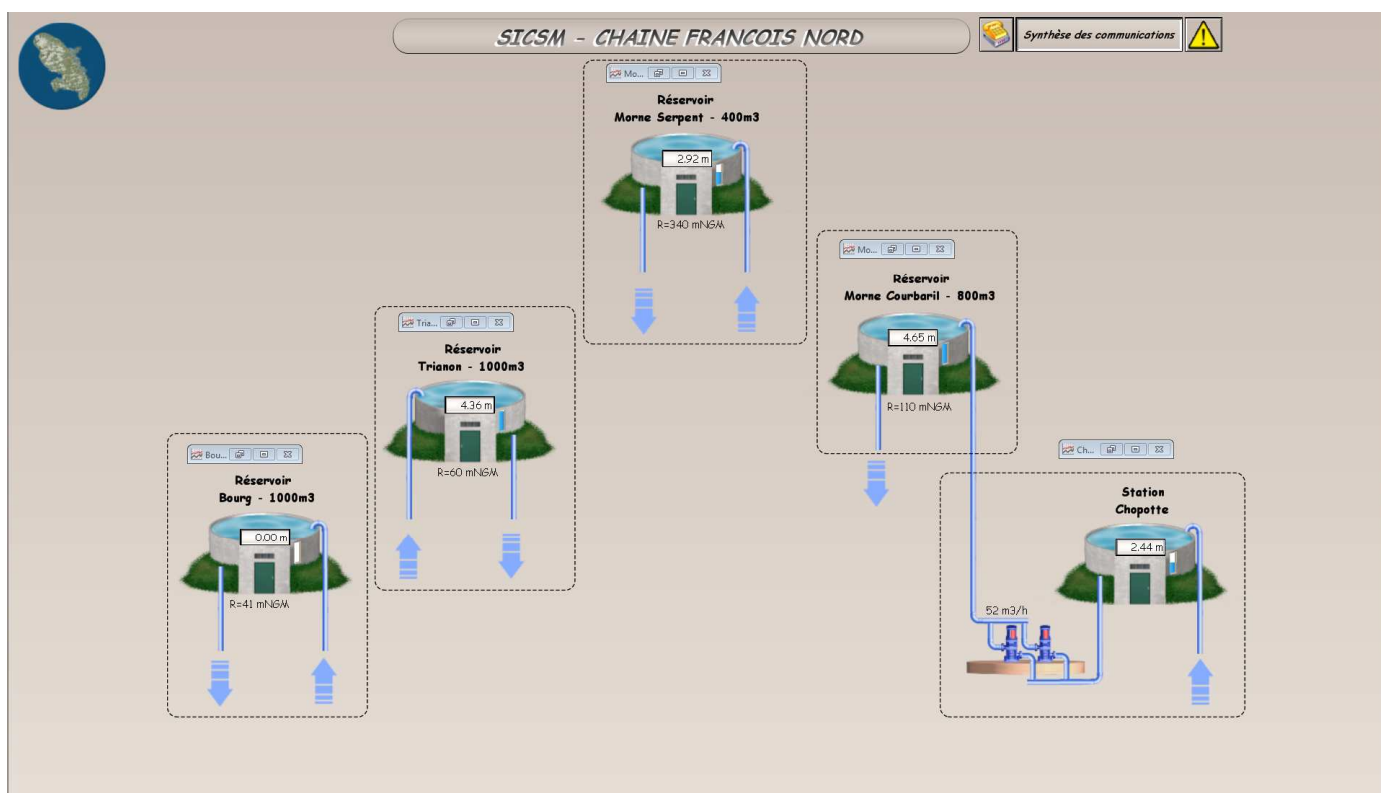 SICSM - CHAINE FRANCOIS NORD
Synthèse des communications
Mo...
Réservoir
Morne Serpent - 400m3
2.92 m
R=340 mNGM
Mo...
Réservoir
Morne Courbaril - 800m3
4.65 m
R=110 mNGM
Tria...
Réservoir
Trianon - 1000m3
4.36 m
R=60 mNGM
Bou...
Réservoir
Bourg - 1000m3
0.00 m
R=41 mNGM
Ch...
Station
Chopotte
2.44 m
52 m3/h